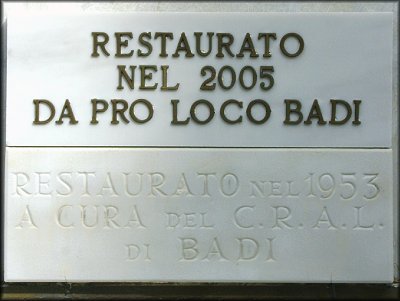 RESTAURATO
NEL 2005
DA PRO LOCO BADI
RESTAURATO NEL 1953
A CURA DEL C.R.A.L.
DI BADI